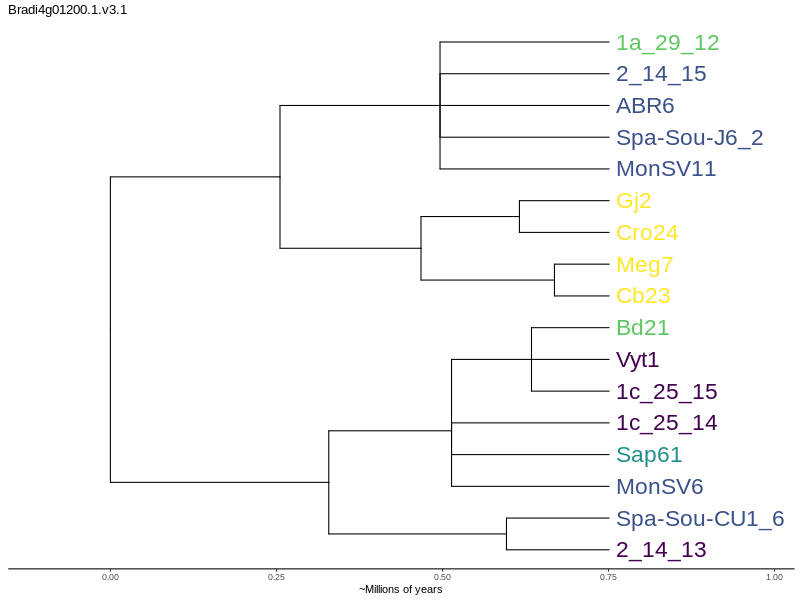 Bradi4g01200.1.v3.1
1a_29_12
2_14_15
ABR6
Spa-Sou-J6_2
MonSV11
Gj2
Cro24
Meg7
Cb23
Bd21
Vyt1
1c_25_15
1c_25_14
Sap61
MonSV6
Spa-Sou-CU1_6
2_14_13
0.00 0.25 0.50 0.75 1.00
~Millions of years